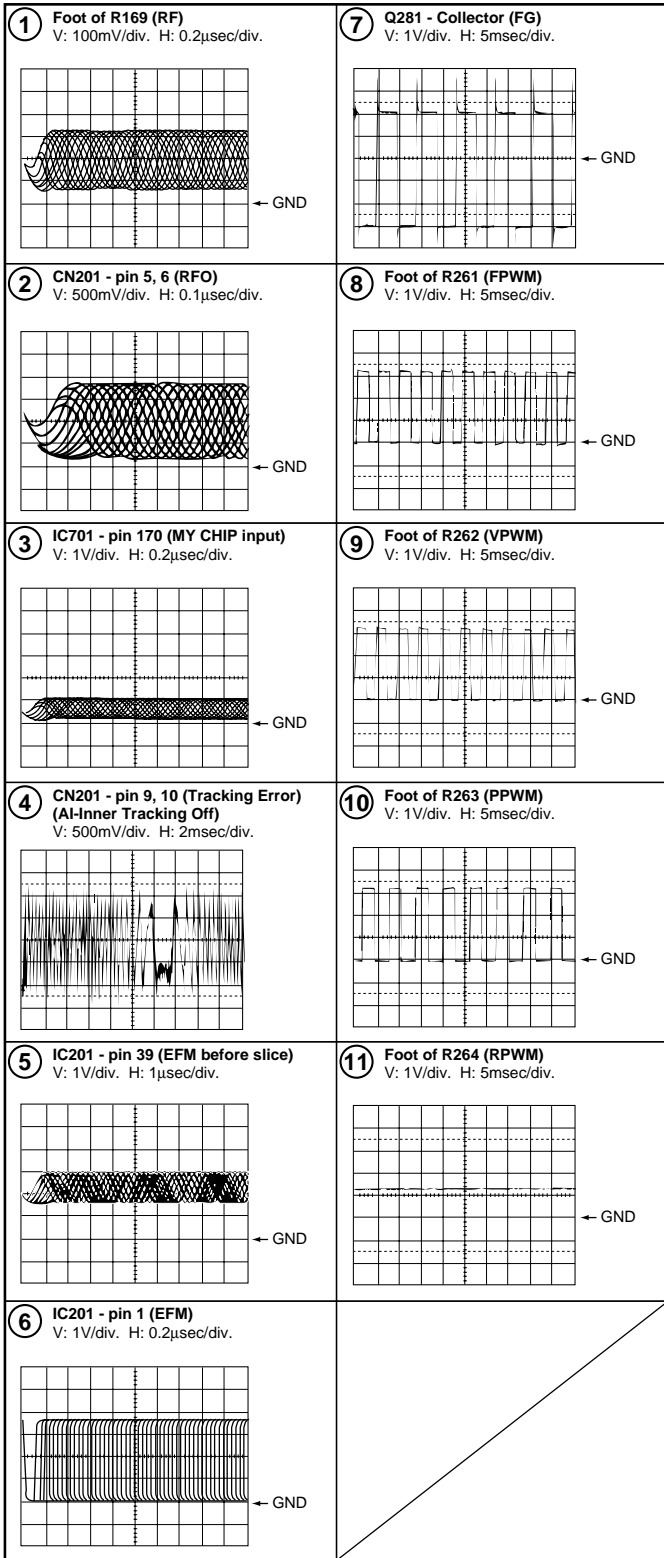 1 Foot of R169 (RF)
V: 100mV/div. H: 0.2µsec/div.
← GND
2 CN201 - pin 5, 6 (RFO)
V: 500mV/div. H: 0.1µsec/div.
← GND
3 IC701 - pin 170 (MY CHIP input)
V: 1V/div. H: 0.2µsec/div.
← GND
4 CN201 - pin 9, 10 (Tracking Error)
(AI-Inner Tracking Off)
V: 500mV/div. H: 2msec/div.
5 IC201 - pin 39 (EFM before slice)
V: 1V/div. H: 1µsec/div.
← GND
6 IC201 - pin 1 (EFM)
V: 1V/div. H: 0.2µsec/div.
← GND
7 Q281 - Collector (FG)
V: 1V/div. H: 5msec/div.
← GND
8 Foot of R261 (FPWM)
V: 1V/div. H: 5msec/div.
← GND
9 Foot of R262 (VPWM)
V: 1V/div. H: 5msec/div.
← GND
10 Foot of R263 (PPWM)
V: 1V/div. H: 5msec/div.
← GND
11 Foot of R264 (RPWM)
V: 1V/div. H: 5msec/div.
← GND